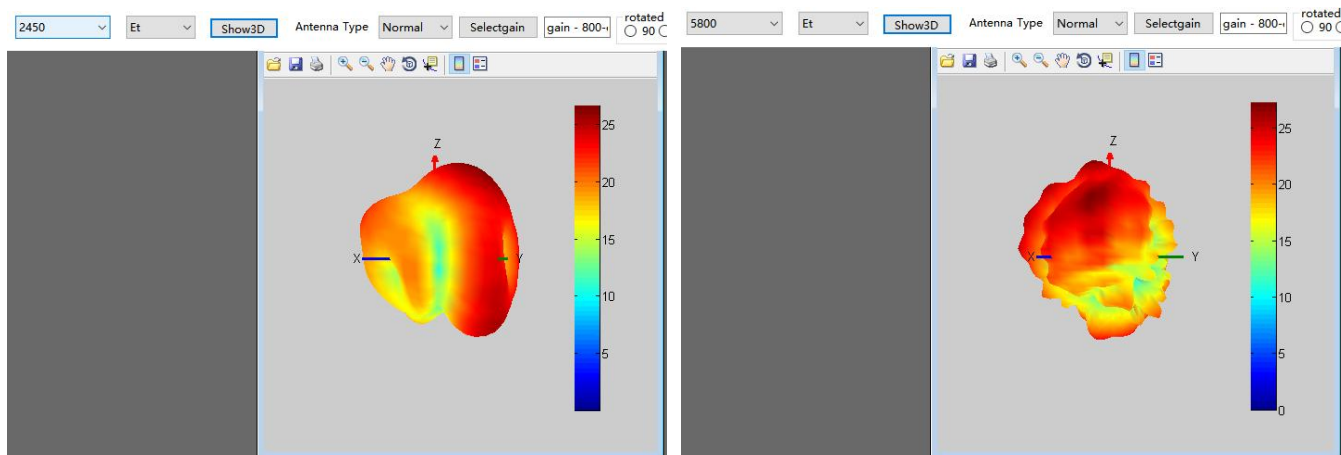 2450 Et Show3D Antenna Type Normal Selectgain gain - 800- rotated 90
Z
X
Y
25
20
15
10
5
5800 Et Show3D Antenna Type Normal Selectgain gain - 800- rotated 90
Z
X
Y
25
20
15
10
5
0